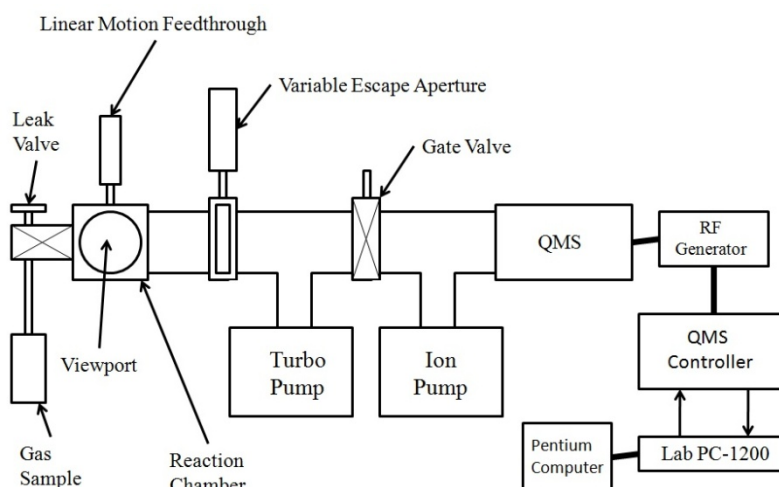 Linear Motion Feedthrough
Variable Escape Aperture
Leak
Valve
Gate Valve
QMS
RF
Generator
QMS
Controller
Viewport
Turbo
Pump
Ion
Pump
Gas
Sample
Reaction
Chamber
Pentium
Computer
Lab PC-1200